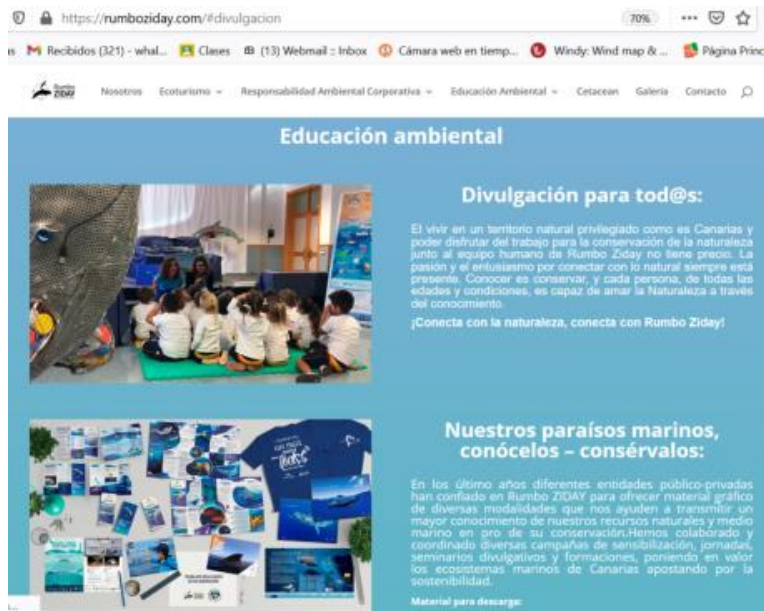 https://rumboziday.com/#divulgacion
70%
Recibidos (321) - whal...
Clases
(13) Webmail :: Inbox
Cámara web en tiemp...
Windy: Wind map & ...
Página Princ
Rumbo ZIDAY
Nosotros
Ecoturismo
Responsabilidad Ambiental Corporativa
Educación Ambiental
Cetacean
Galería
Contacto
Educación ambiental
Divulgación para tod@s:
El vivir en un territorio natural privilegiado como es Canarias y
poder disfrutar del trabajo para la conservación de la naturaleza
junto al equipo humano de Rumbo Ziday no tiene precio. La
pasión y el entusiasmo por conectar con lo natural siempre está
presente. Conocer es conservar, y cada persona, de todas las
edades y condiciones, es capaz de amar la Naturaleza a través
del conocimiento.
¡Conecta con la naturaleza, conecta con Rumbo Ziday!
Nuestros paraísos marinos,
conócelos – consérvalos:
En los último años diferentes entidades público-privadas
han confiado en Rumbo ZIDAY para ofrecer material gráfico
de diversas modalidades que nos ayuden a transmitir un
mayor conocimiento de nuestros recursos naturales y medio
marino en pro de su conservación.Hemos colaborado y
coordinado diversas campañas de sensibilización, jornadas,
seminarios divulgativos y formaciones, poniendo en valor
los ecosistemas marinos de Canarias apostando por la
sostenibilidad.
Material para descarga: